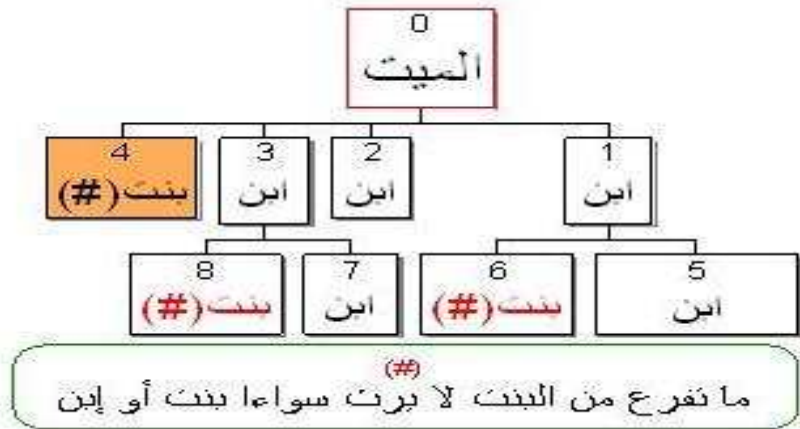 0
الميت
1
ابن
2
ابن
3
ابن
4
بنت (#)
5
ابن
6
بنت (#)
7
ابن
8
بنت (#)
(#)
ما تفرع من البنت لا يرث سواءا بنت أو إبن